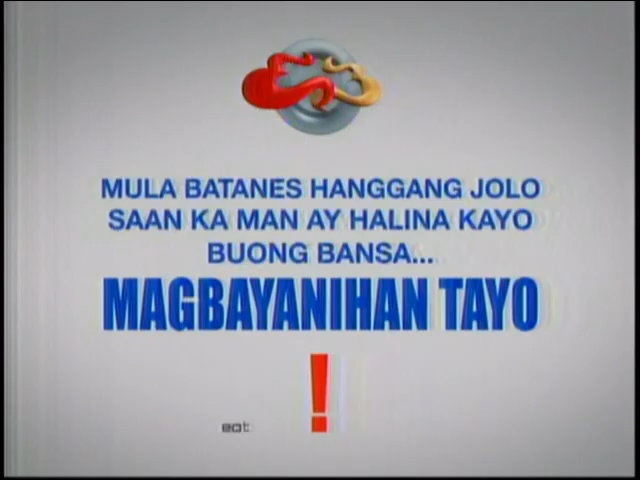 MULA BATANES HANGGANG JOLO
SAAN KA MAN AY HALINA KAYO
BUONG BANSA...
MAGBAYANIHAN TAYO
!
eat